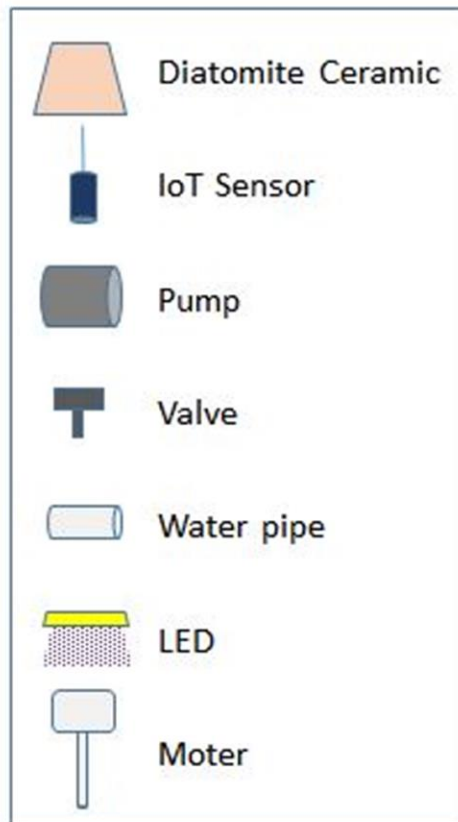 Diatomite Ceramic
IoT Sensor
Pump
Valve
Water pipe
LED
Moter